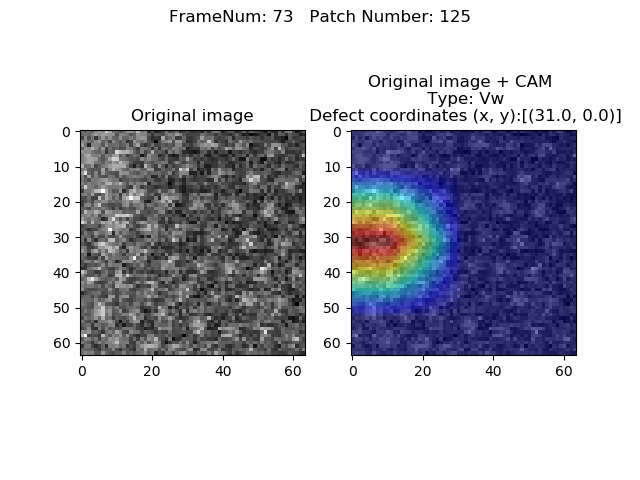 FrameNum: 73   Patch Number: 125
Original image
Original image + CAM
Type: Vw
Defect coordinates (x, y):[(31.0, 0.0)]
0
10
20
30
40
50
60
0 20 40 60
0
10
20
30
40
50
60
0 20 40 60